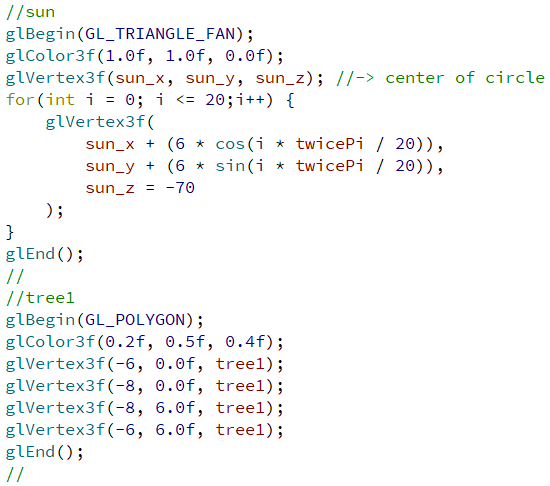 //sun
glBegin(GL_TRIANGLE_FAN);
glColor3f(1.0f, 1.0f, 0.0f);
glVertex3f(sun_x, sun_y, sun_z); //-> center of circle
for(int i = 0; i <= 20;i++) {
    glVertex3f(
        sun_x + (6 * cos(i * twicePi / 20)),
        sun_y + (6 * sin(i * twicePi / 20)),
        sun_z = -70
    );
}
glEnd();
//
//tree1
glBegin(GL_POLYGON);
glColor3f(0.2f, 0.5f, 0.4f);
glVertex3f(-6, 0.0f, tree1);
glVertex3f(-8, 0.0f, tree1);
glVertex3f(-8, 6.0f, tree1);
glVertex3f(-6, 6.0f, tree1);
glEnd();
//